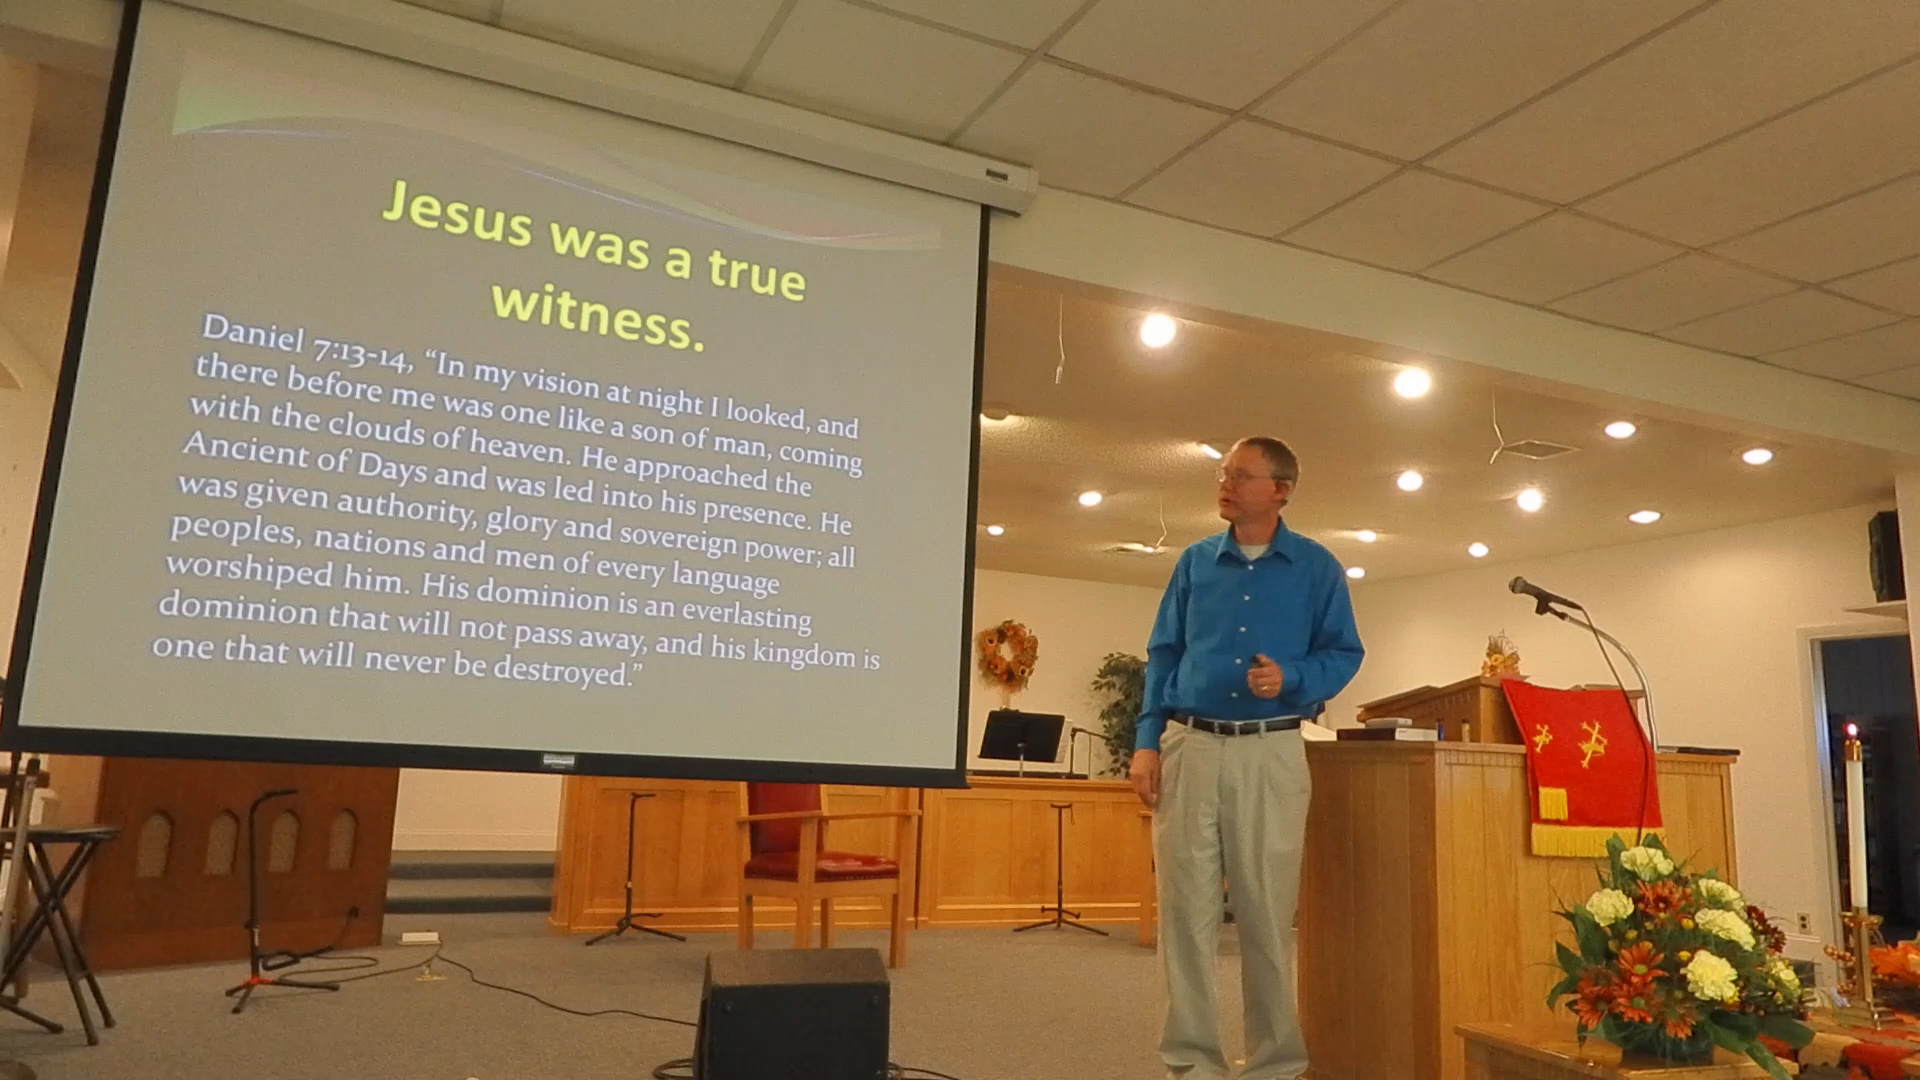 Jesus was a true
witness.
Daniel 7:13-14, “In my vision at night I looked, and
there before me was one like a son of man, coming
with the clouds of heaven. He approached the
Ancient of Days and was led into his presence. He
was given authority, glory and sovereign power; all
peoples, nations and men of every language
worshiped him. His dominion is an everlasting
dominion that will not pass away, and his kingdom is
one that will never be destroyed.”